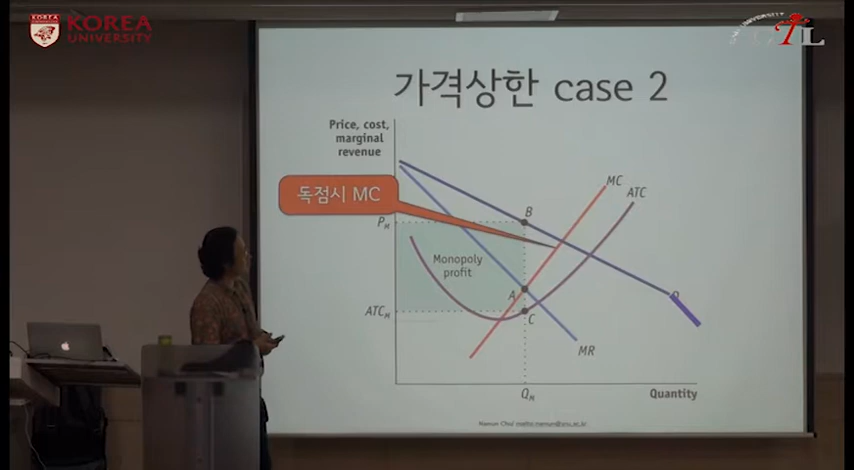 KOREA
UNIVERSITY
가격상한 case 2
Price, cost,
marginal
revenue
독점시 MC
MC
ATC
B
P_M
Monopoly
profit
A
D
ATC_M
C
MR
Q_M
Quantity